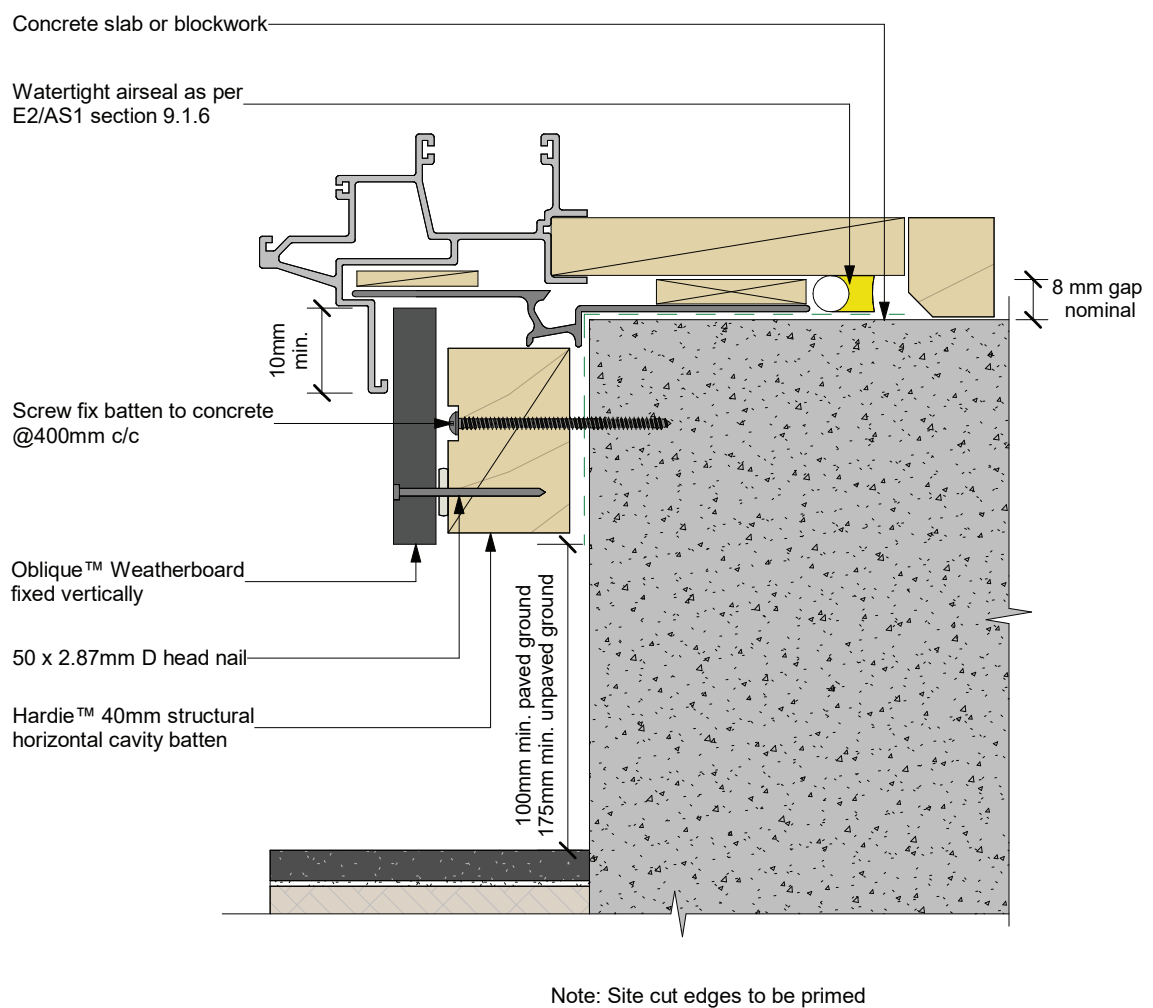 Concrete slab or blockwork
Watertight airseal as per
E2/AS1 section 9.1.6
8 mm gap
nominal
10mm
min.
Screw fix batten to concrete
@400mm c/c
Oblique™ Weatherboard
fixed vertically
50 x 2.87mm D head nail
Hardie™ 40mm structural
horizontal cavity batten
100mm min. paved ground
175mm min. unpaved ground
Note: Site cut edges to be primed